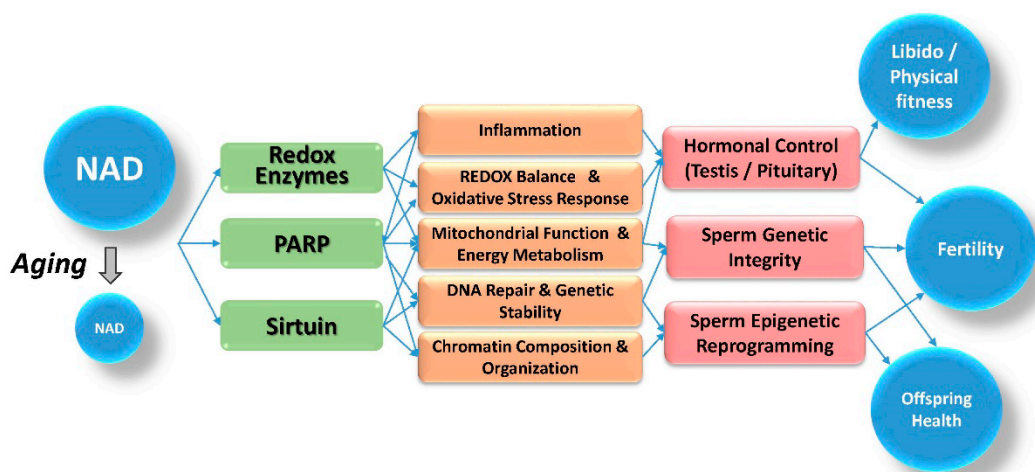 NAD
Aging
NAD
Redox
Enzymes
PARP
Sirtuin
Inflammation
REDOX Balance &
Oxidative Stress Response
Mitochondrial Function &
Energy Metabolism
DNA Repair & Genetic
Stability
Chromatin Composition &
Organization
Hormonal Control
(Testis / Pituitary)
Sperm Genetic
Integrity
Sperm Epigenetic
Reprogramming
Libido /
Physical
fitness
Fertility
Offspring
Health